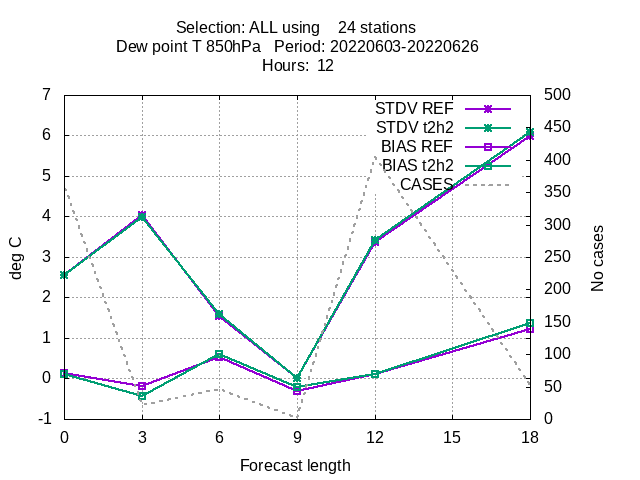 Selection: ALL using    24 stations
Dew point T 850hPa   Period: 20220603-20220626
Hours:  12
7 500
STDV REF
450
STDV t2h2
6
BIAS REF
400
BIAS t2h2
5
CASES
350
4
300
deg C
3
250
No cases
2
200
150
1
100
0
50
-1 0
0 3 6 9 12 15 18
Forecast length